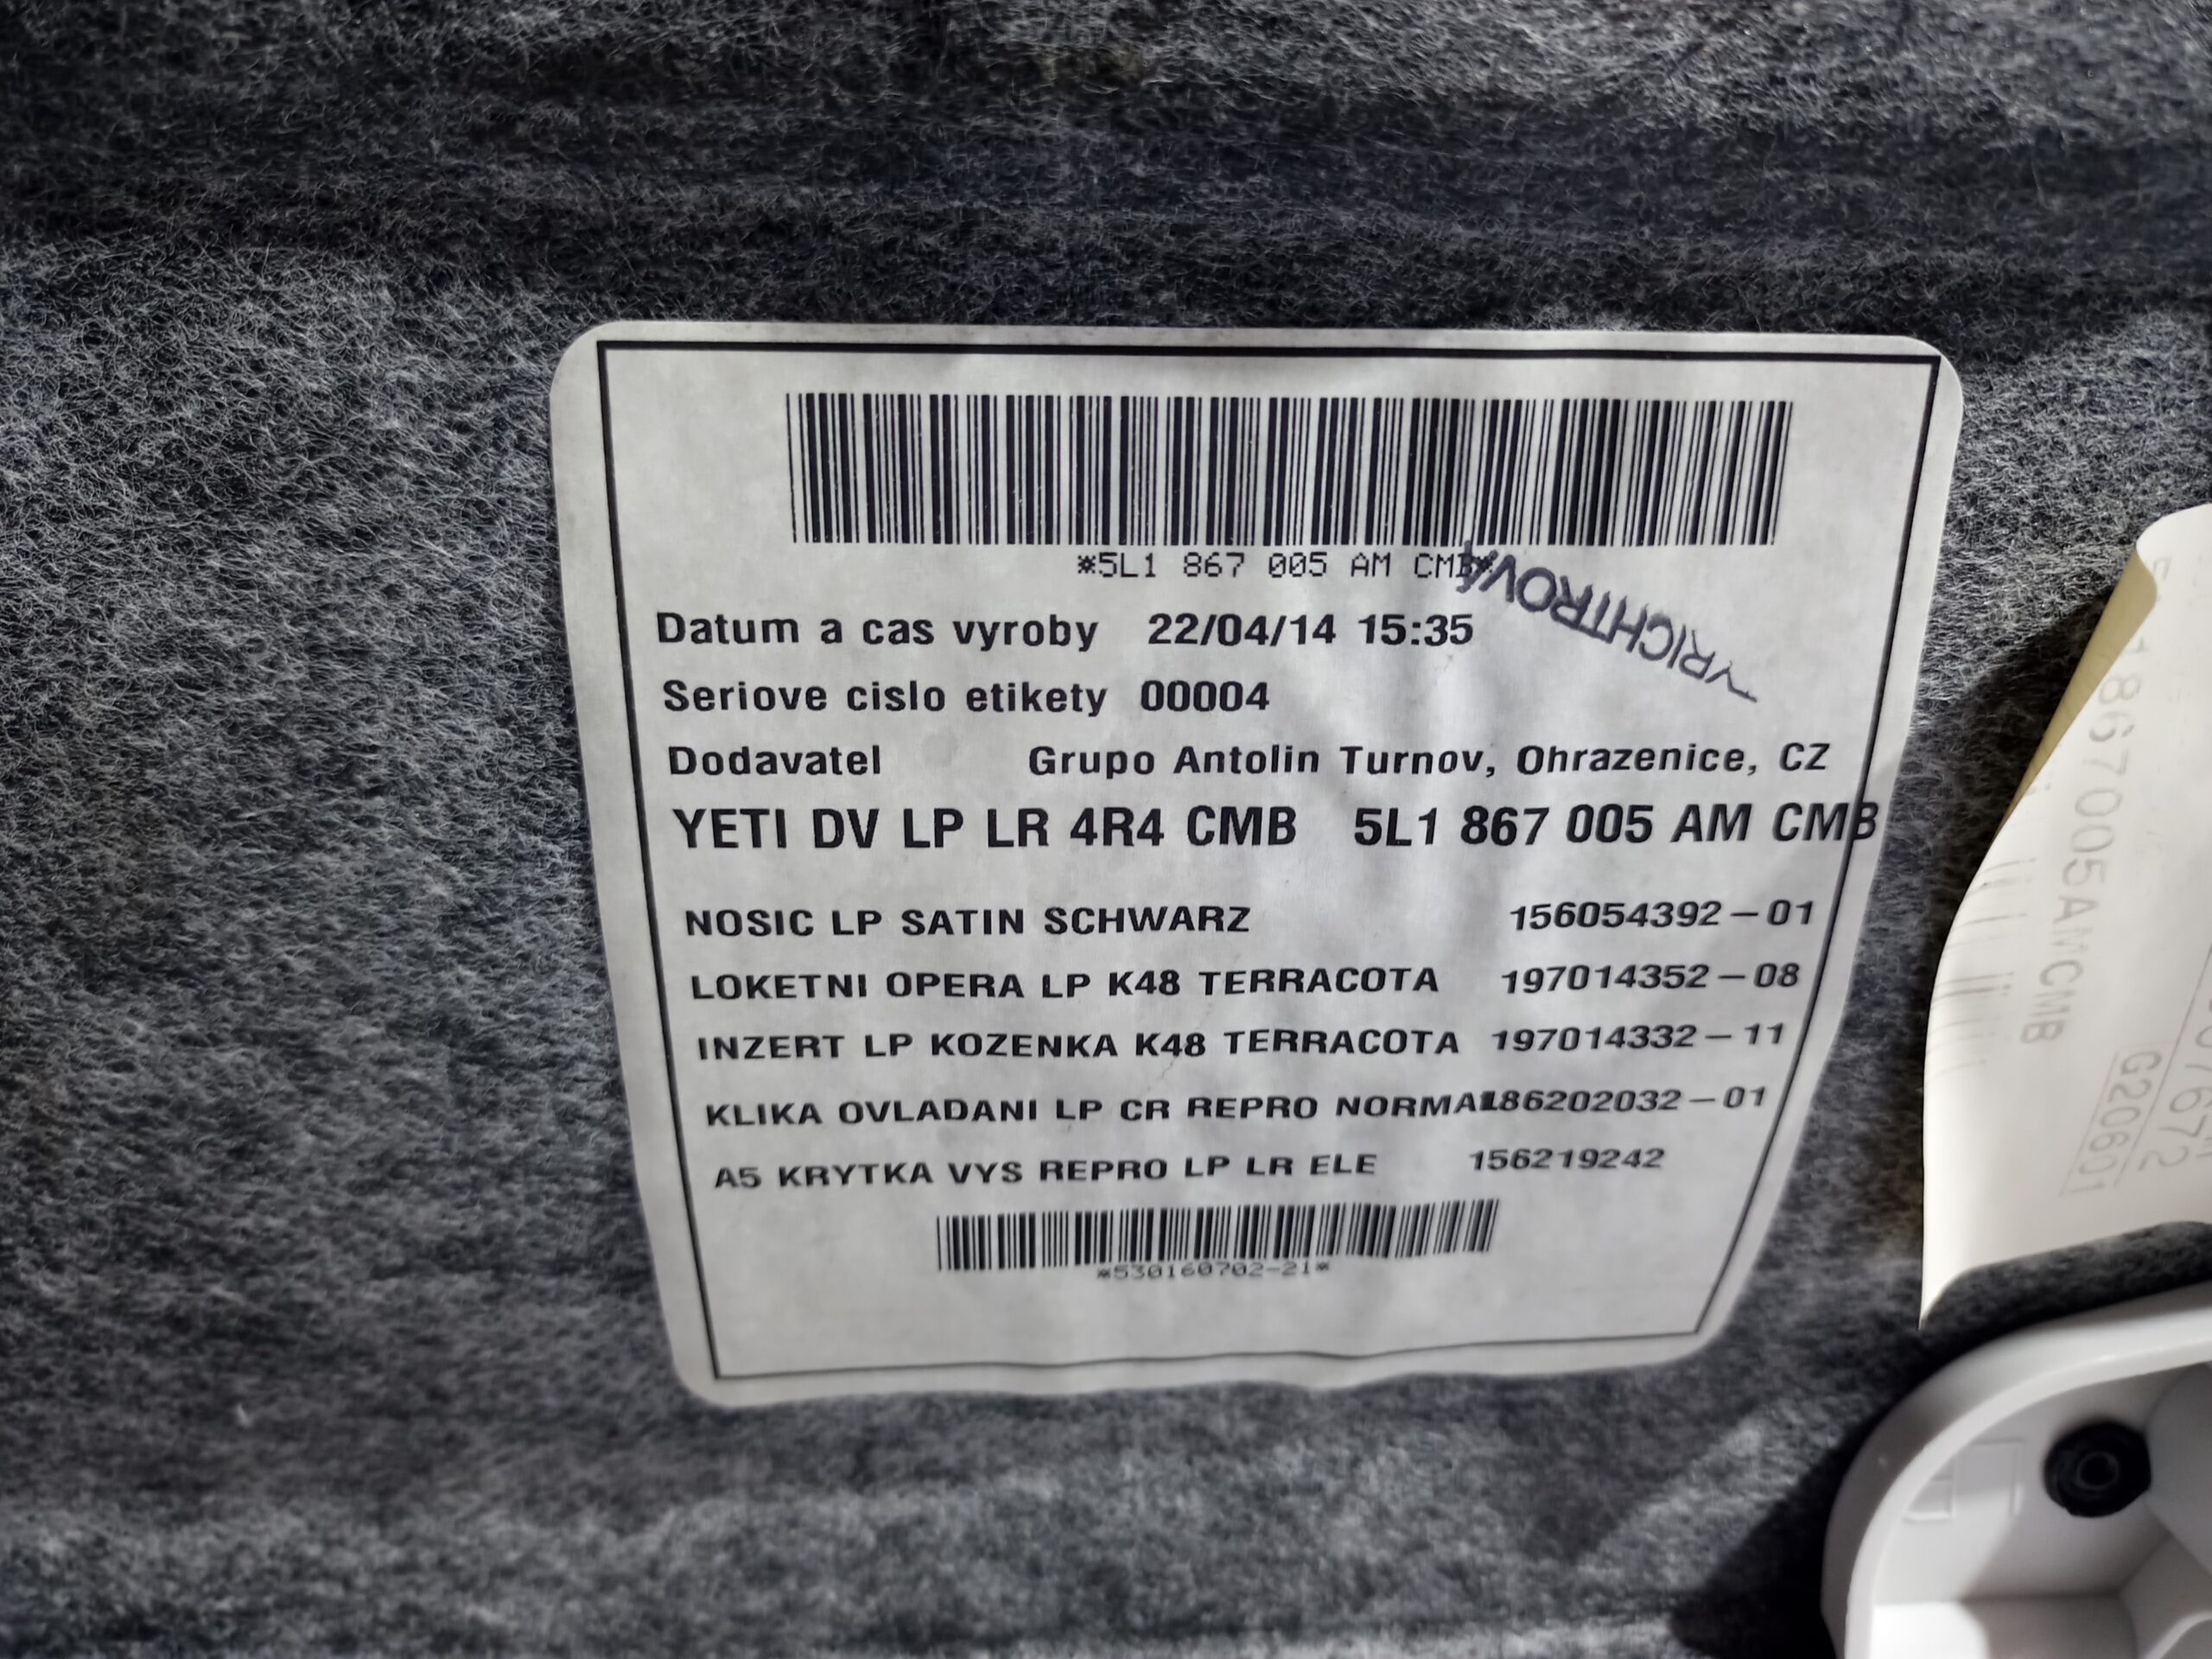 *5L1 867 005 AM CMB*
RICHTROVÁ
Datum a cas vyroby 22/04/14 15:35
Seriove cislo etikety 00004
Dodavatel Grupo Antolin Turnov, Ohrazenice, CZ
YETI DV LP LR 4R4 CMB 5L1 867 005 AM CMB
NOSIC LP SATIN SCHWARZ 156054392-01
LOKETNI OPERA LP K48 TERRACOTA 197014352-08
INZERT LP KOZENKA K48 TERRACOTA 197014332-11
KLIKA OVLADANI LP CR REPRO NORMAL186202032-01
A5 KRYTKA VYS REPRO LP LR ELE 156219242
*530160702-21*
1867005AMCMB
G20601